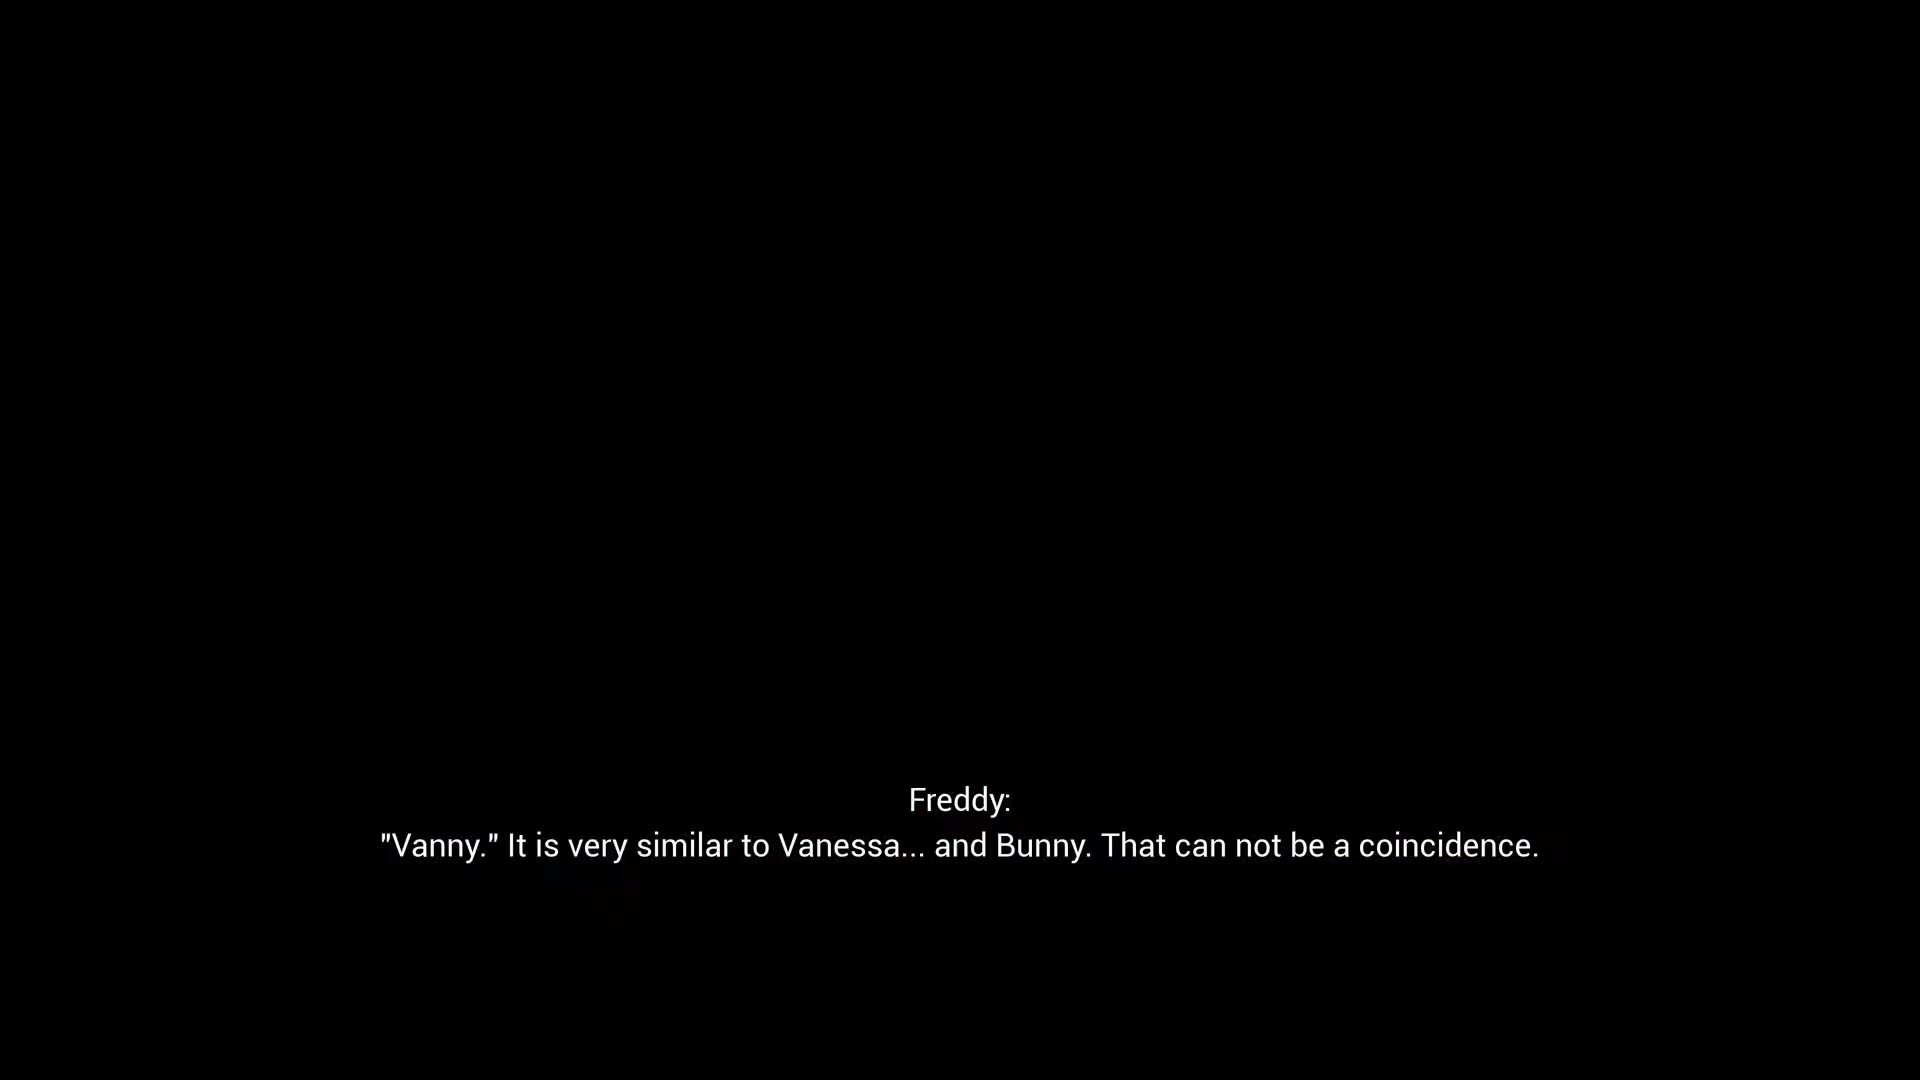 Freddy:
"Vanny." It is very similar to Vanessa... and Bunny. That can not be a coincidence.